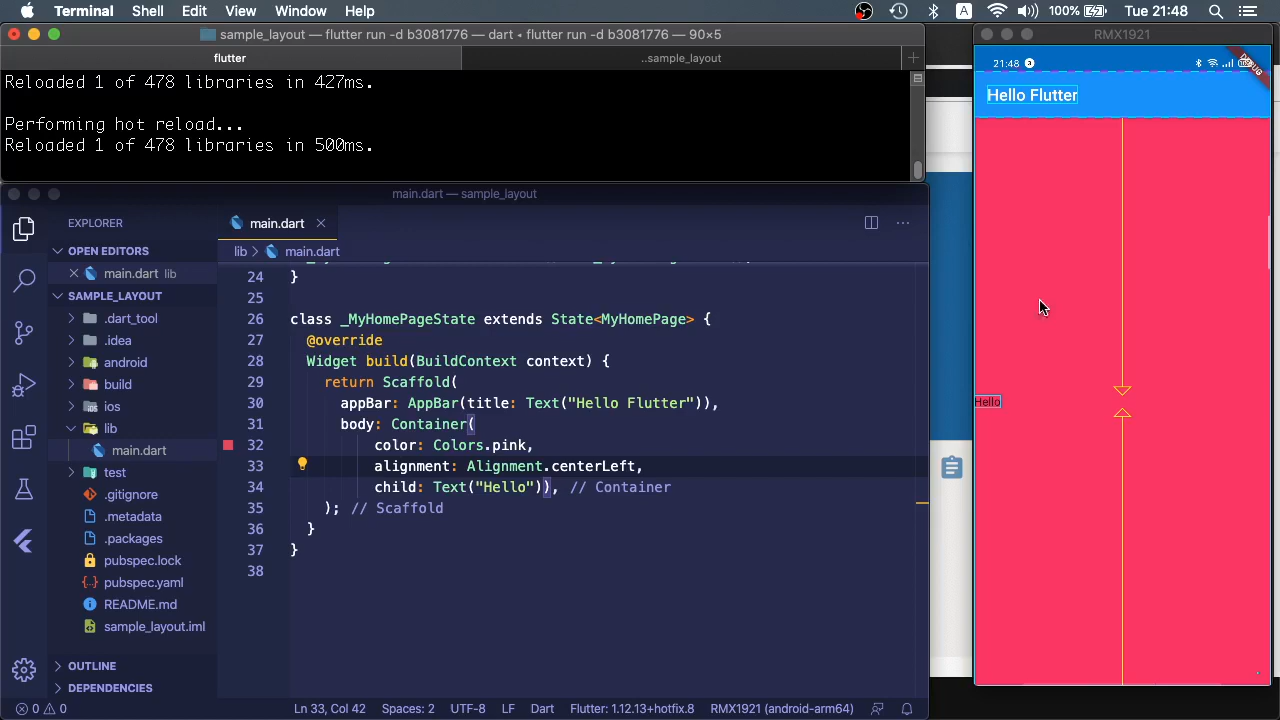 Terminal Shell Edit View Window Help 100% Tue 21:48
sample_layout — flutter run -d b3081776 — dart ◂ flutter run -d b3081776 — 90×5
RMX1921
flutter
..sample_layout
Reloaded 1 of 478 libraries in 427ms.
Performing hot reload...
Reloaded 1 of 478 libraries in 500ms.
21:48
DEBUG
Hello Flutter
Hello
main.dart — sample_layout
EXPLORER
main.dart
OPEN EDITORS
lib > main.dart
main.dart lib
SAMPLE_LAYOUT
.dart_tool
.idea
android
build
ios
lib
main.dart
test
.gitignore
.metadata
.packages
pubspec.lock
pubspec.yaml
README.md
sample_layout.iml
OUTLINE
DEPENDENCIES
24 }
25
26 class _MyHomePageState extends State<MyHomePage> {
27 @override
28 Widget build(BuildContext context) {
29 return Scaffold(
30 appBar: AppBar(title: Text("Hello Flutter")),
31 body: Container(
32 color: Colors.pink,
33 alignment: Alignment.centerLeft,
34 child: Text("Hello")), // Container
35 ); // Scaffold
36 }
37 }
38
0 0 Ln 33, Col 42 Spaces: 2 UTF-8 LF Dart Flutter: 1.12.13+hotfix.8 RMX1921 (android-arm64)